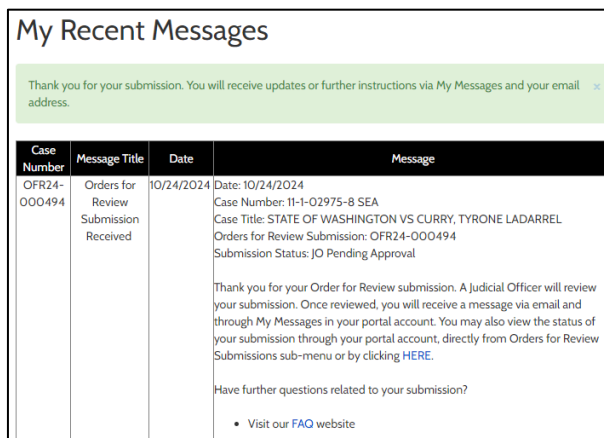 My Recent Messages
Thank you for your submission. You will receive updates or further instructions via My Messages and your email ×
address.
Case Number Message Title Date Message
OFR24-000494 Orders for Review Submission Received 10/24/2024 Date: 10/24/2024
Case Number: 11-1-02975-8 SEA
Case Title: STATE OF WASHINGTON VS CURRY, TYRONE LADARREL
Orders for Review Submission: OFR24-000494
Submission Status: JO Pending Approval
Thank you for your Order for Review submission. A Judicial Officer will review
your submission. Once reviewed, you will receive a message via email and
through My Messages in your portal account. You may also view the status of
your submission through your portal account, directly from Orders for Review
Submissions sub-menu or by clicking HERE.
Have further questions related to your submission?
• Visit our FAQ website